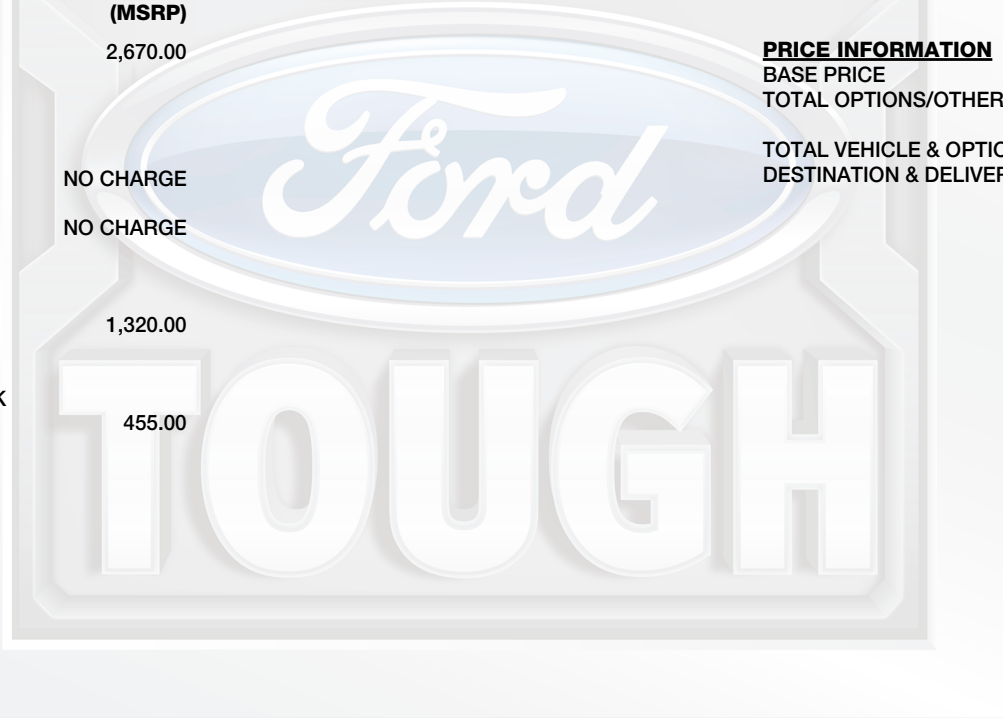 (MSRP)
2,670.00
NO CHARGE
NO CHARGE
1,320.00
K
455.00
PRICE INFORMATION
BASE PRICE
TOTAL OPTIONS/OTHER
TOTAL VEHICLE & OPTIO
DESTINATION & DELIVER
Ford
TOUGH